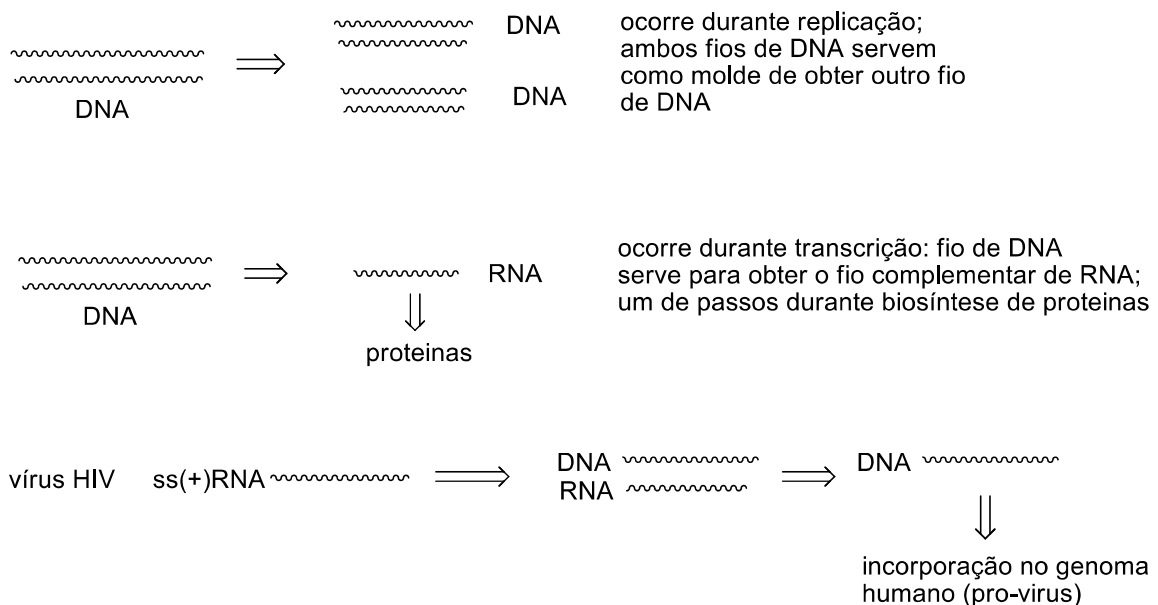 DNA
DNA
DNA
ocorre durante replicação;
ambos fios de DNA servem
como molde de obter outro fio
de DNA
DNA
RNA
proteinas
ocorre durante transcrição: fio de DNA
serve para obter o fio complementar de RNA;
um de passos durante biosíntese de proteinas
vírus HIV ss(+)RNA
DNA
RNA
DNA
incorporação no genoma
humano (pro-virus)